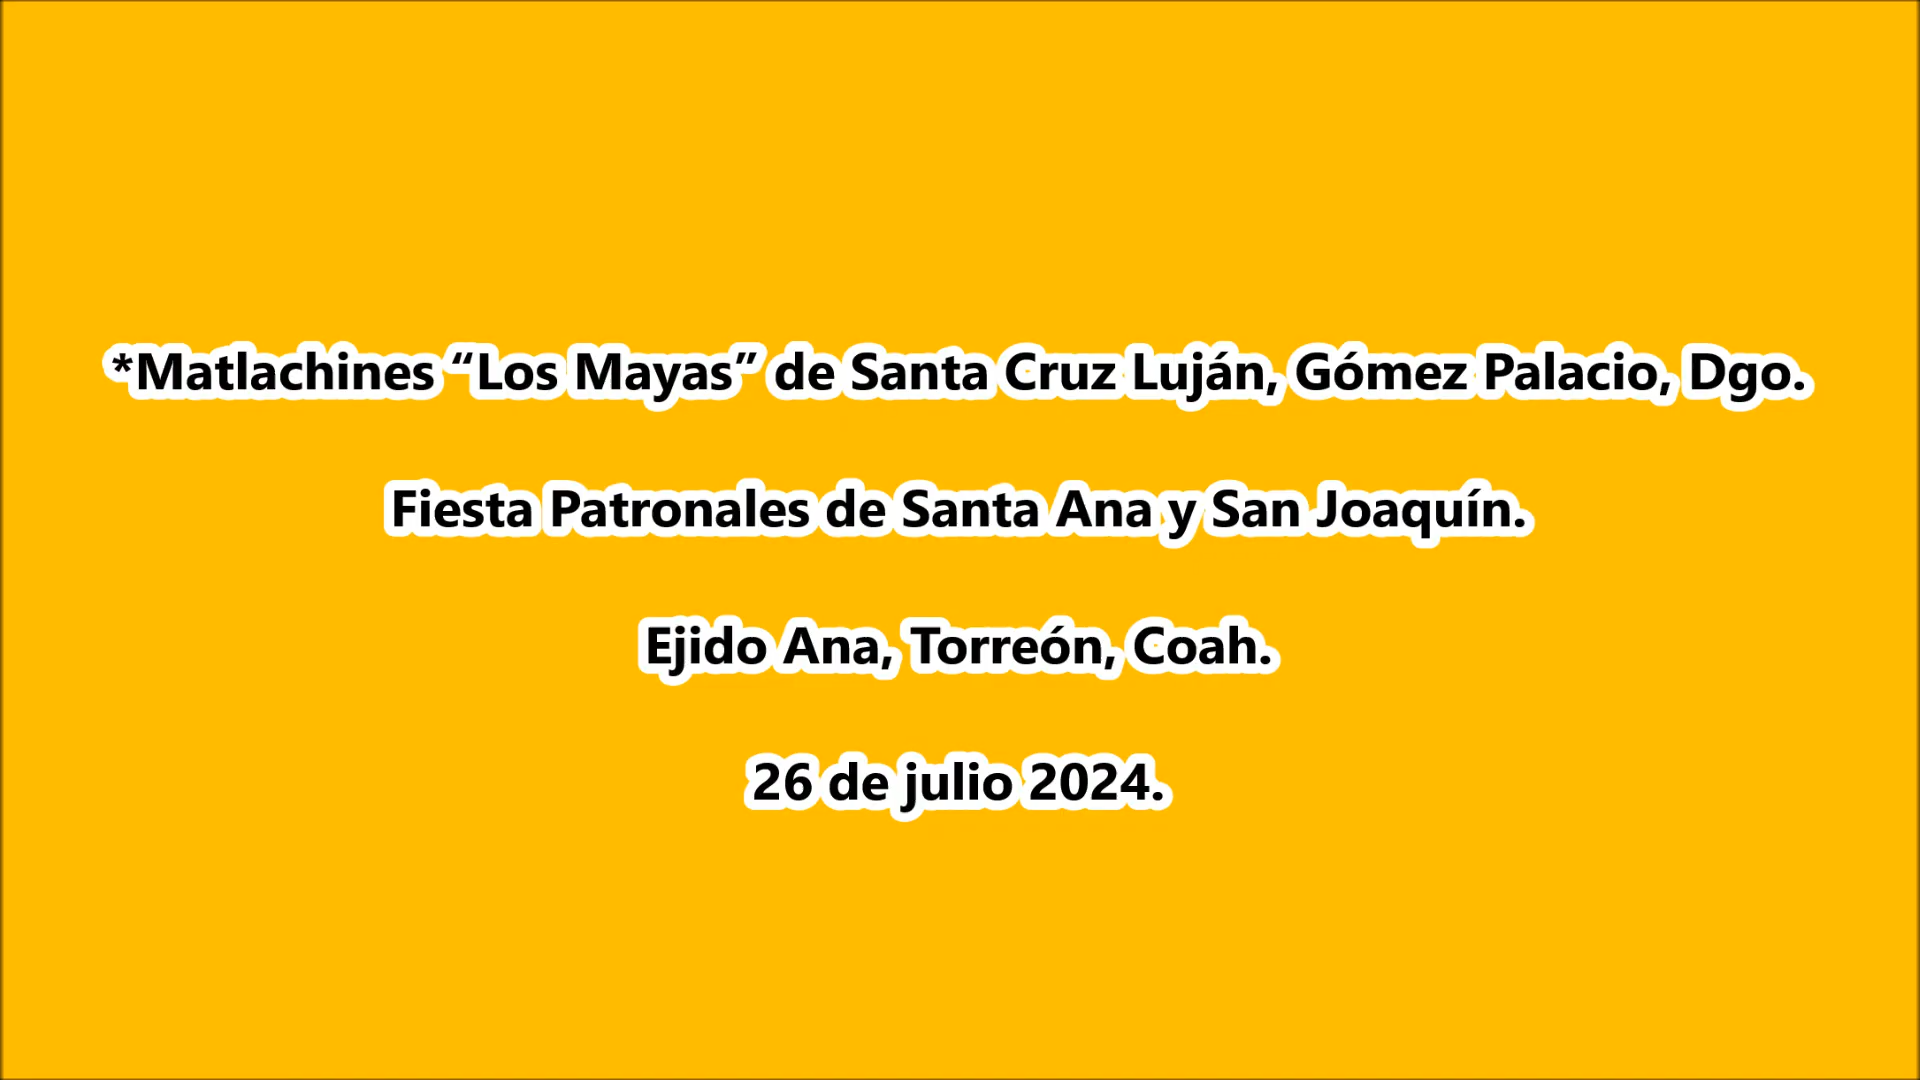 *Matlachines “Los Mayas” de Santa Cruz Luján, Gómez Palacio, Dgo.
Fiesta Patronales de Santa Ana y San Joaquín.
Ejido Ana, Torreón, Coah.
26 de julio 2024.